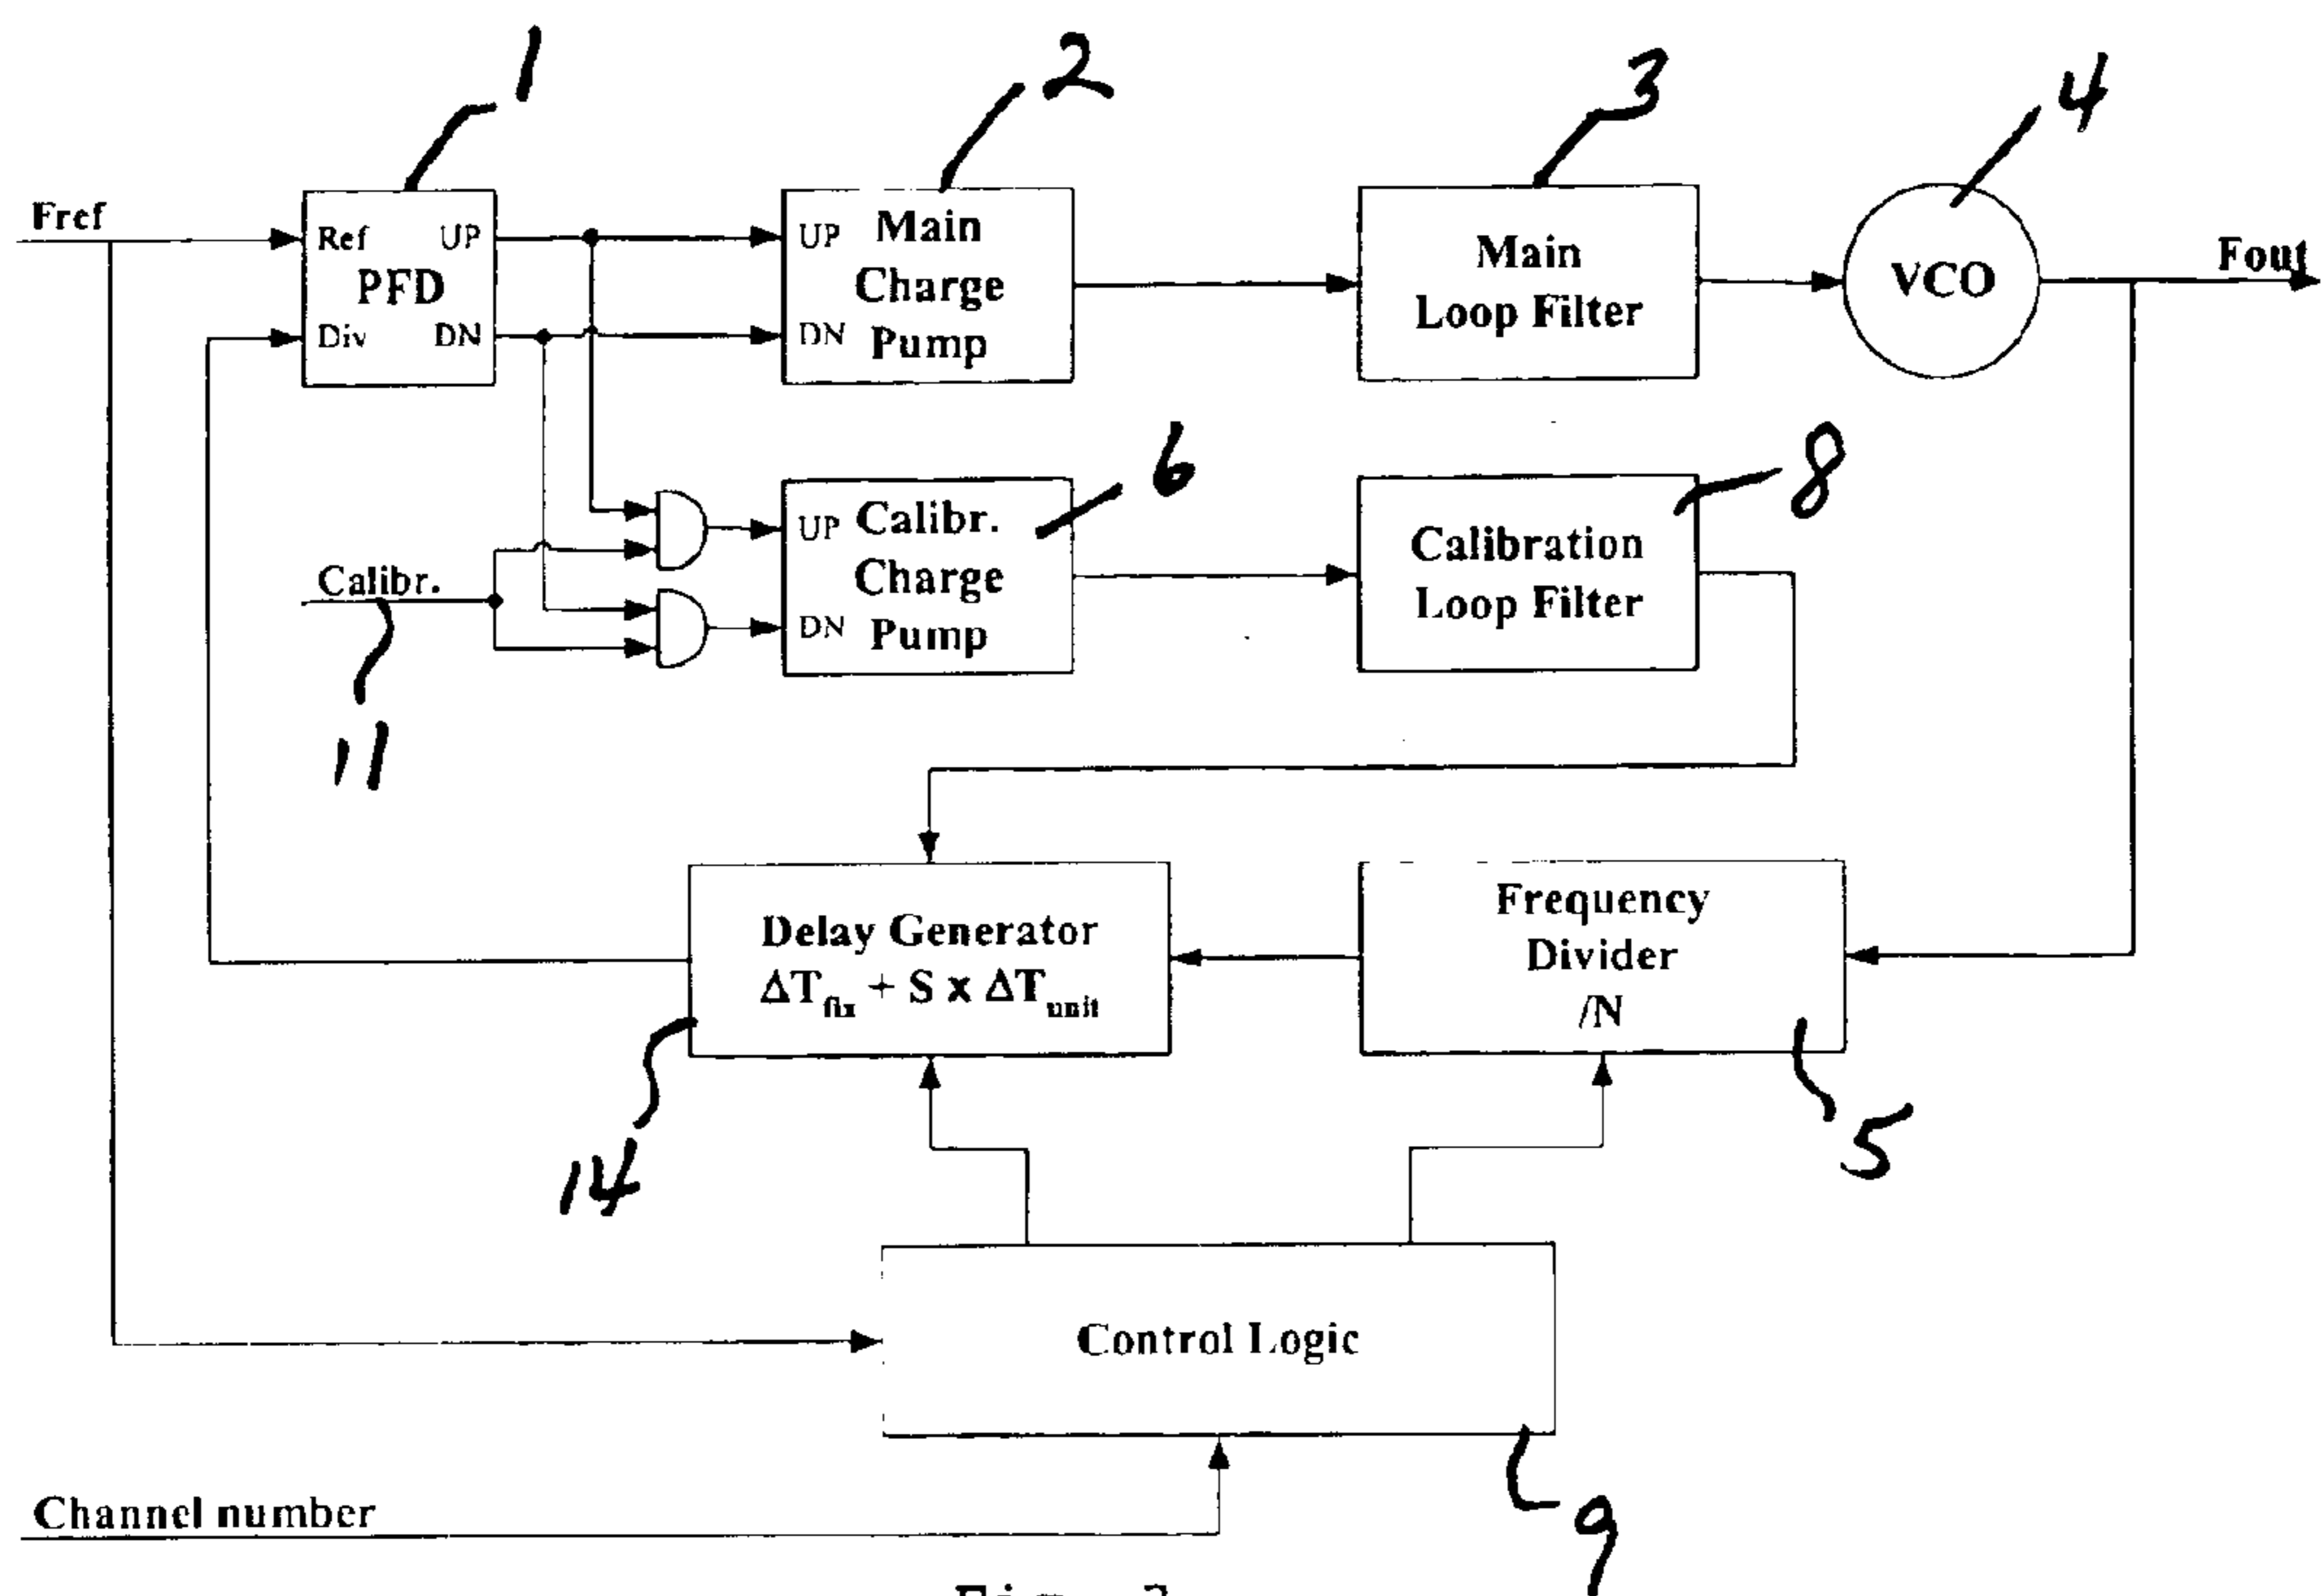 1
2
3
4
Fref
Ref UP
PFD
Div DN
UP Main
Charge
DN Pump
Main
Loop Filter
VCO
Fout
6
8
Calibr.
11
UP Calibr.
Charge
DN Pump
Calibration
Loop Filter
Delay Generator
ΔTfix + S x ΔTunit
Frequency
Divider
/N
14
5
Control Logic
9
Channel number